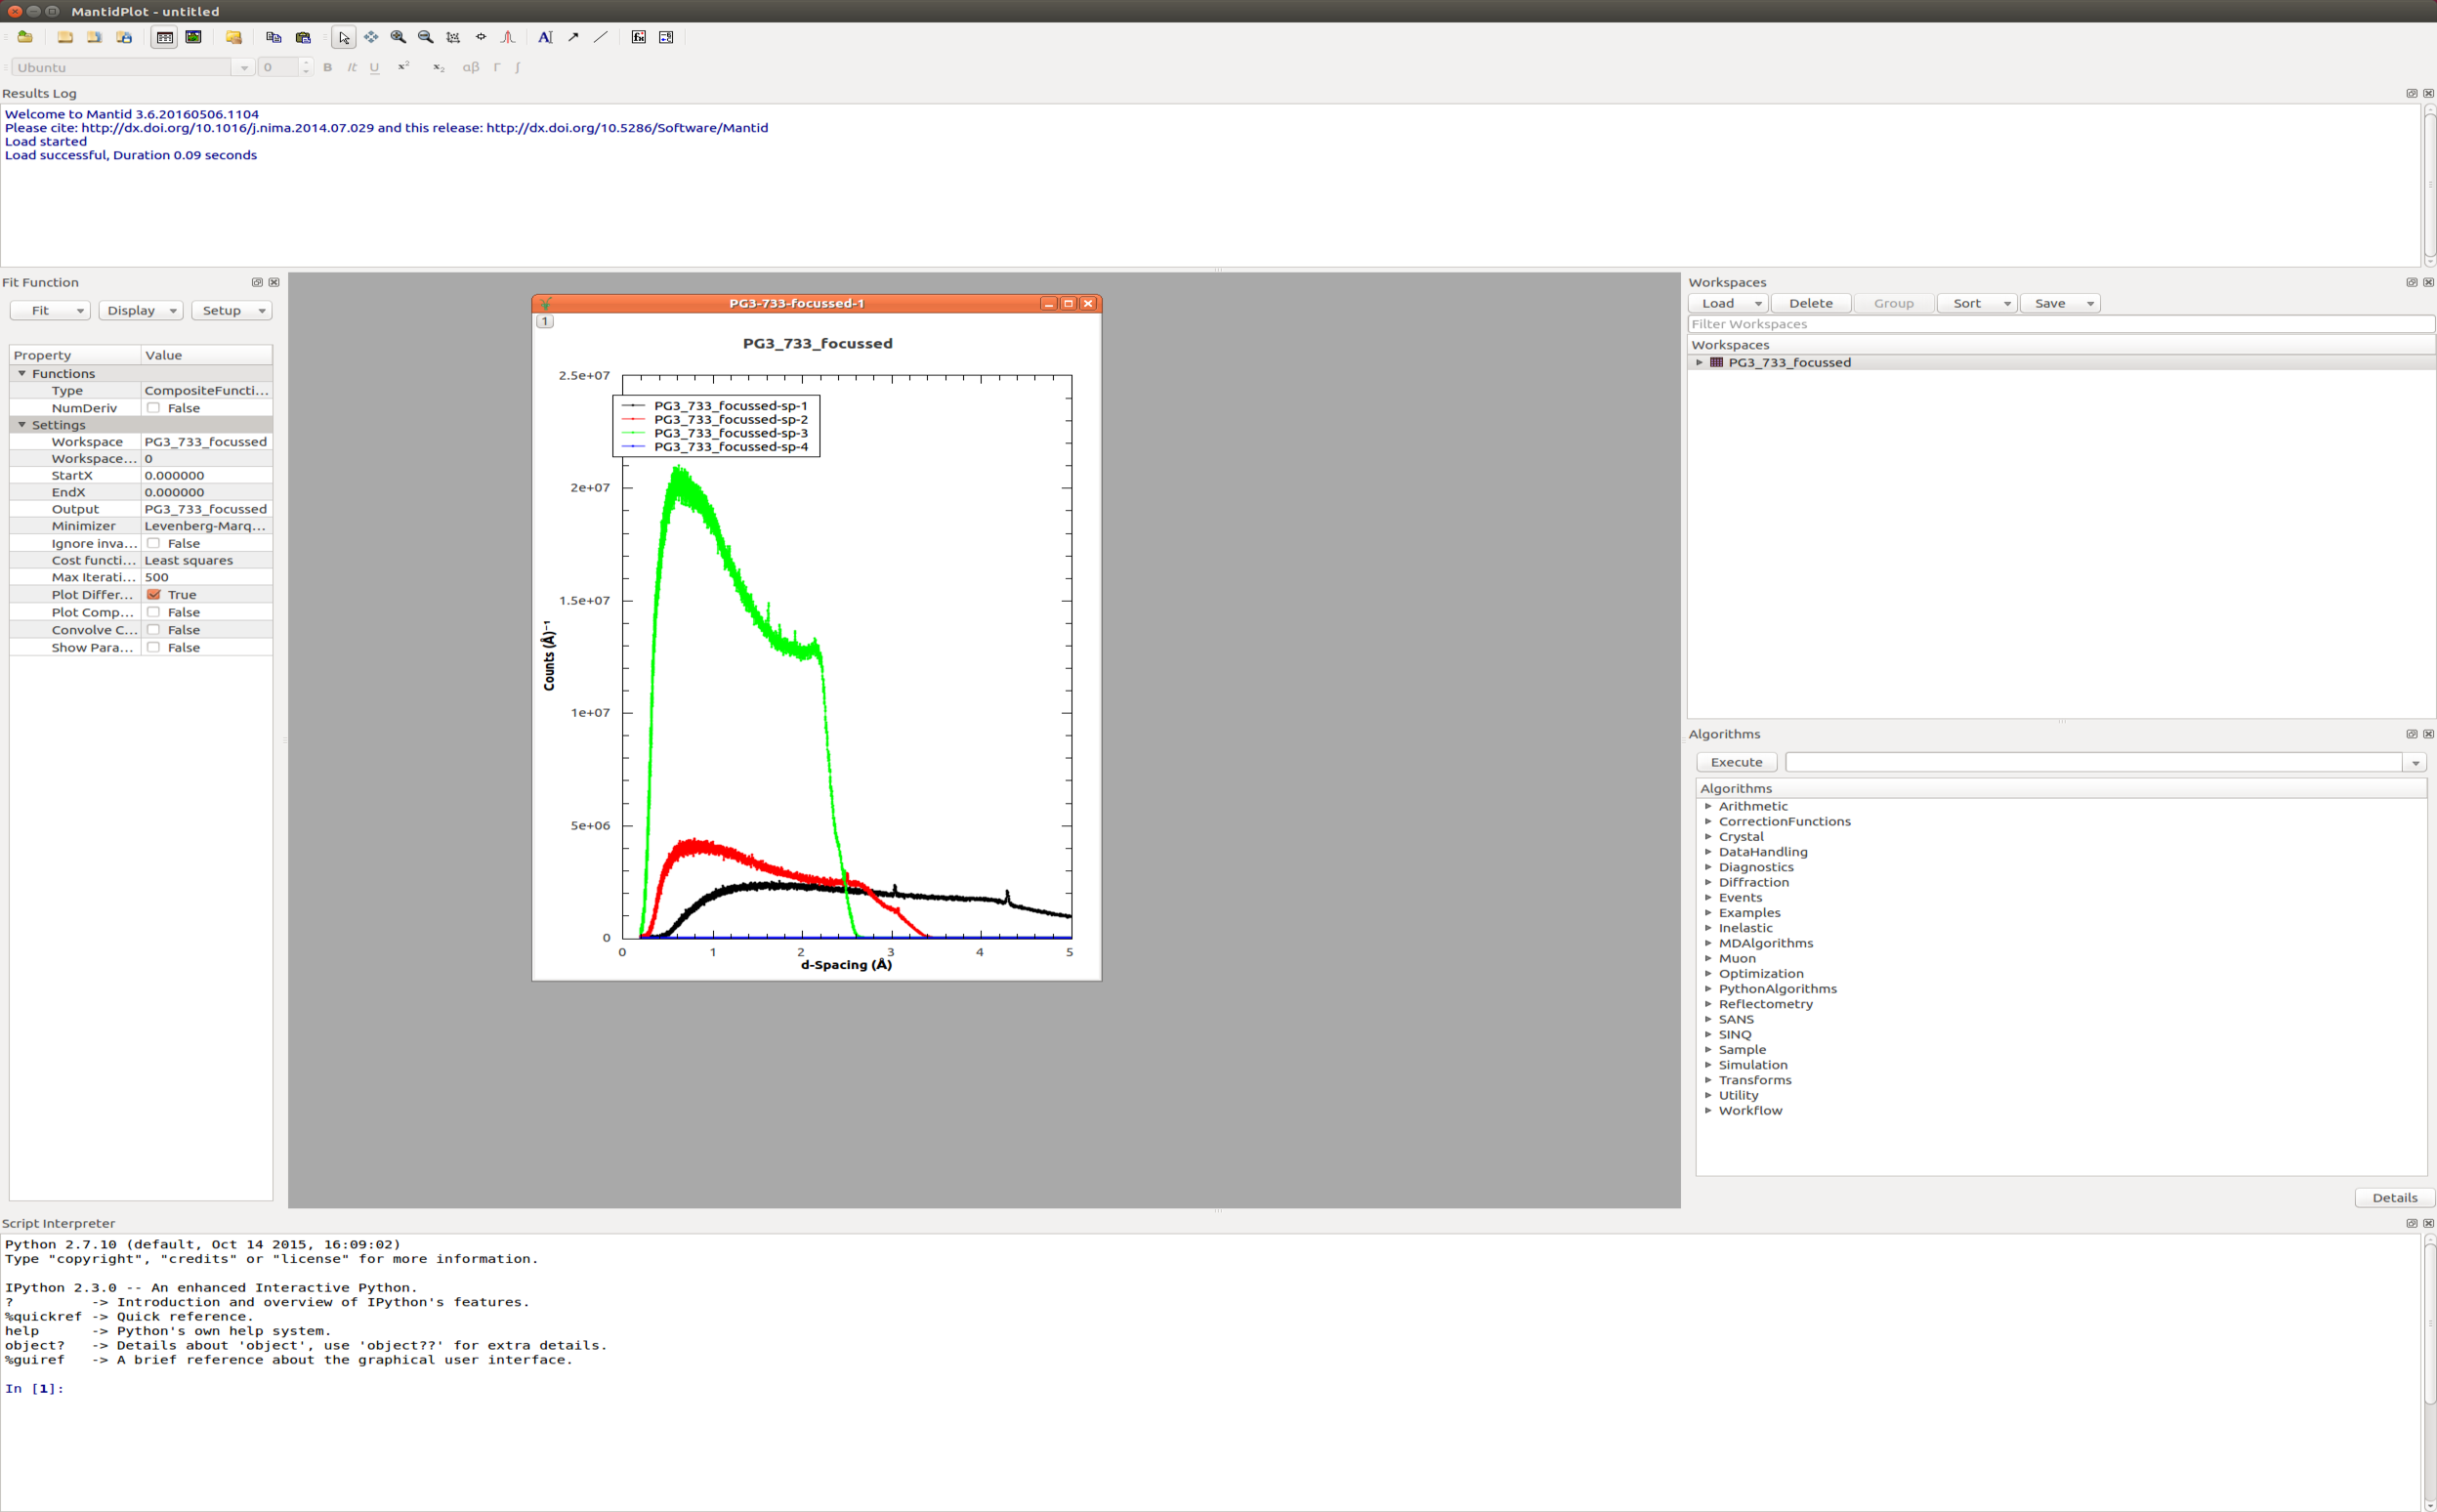 MantidPlot - untitled
Ubuntu 0 B It U x² x₂ αβ Γ ∫
Results Log
Welcome to Mantid 3.6.20160506.1104
Please cite: http://dx.doi.org/10.1016/j.nima.2014.07.029 and this release: http://dx.doi.org/10.5286/Software/Mantid
Load started
Load successful, Duration 0.09 seconds
Fit Function
Fit Display Setup
Property Value
Functions
Type CompositeFuncti...
NumDeriv False
Settings
Workspace PG3_733_focussed
Workspace... 0
StartX 0.000000
EndX 0.000000
Output PG3_733_focussed
Minimizer Levenberg-Marq...
Ignore inva... False
Cost functi... Least squares
Max Iterati... 500
Plot Differ... True
Plot Comp... False
Convolve C... False
Show Para... False
PG3-733-focussed-1
1
PG3_733_focussed
PG3_733_focussed-sp-1
PG3_733_focussed-sp-2
PG3_733_focussed-sp-3
PG3_733_focussed-sp-4
2.5e+07
2e+07
1.5e+07
1e+07
5e+06
0
Counts (Å)⁻¹
0 1 2 3 4 5
d-Spacing (Å)
Workspaces
Load Delete Group Sort Save
Filter Workspaces
Workspaces
PG3_733_focussed
Algorithms
Execute
Algorithms
Arithmetic
CorrectionFunctions
Crystal
DataHandling
Diagnostics
Diffraction
Events
Examples
Inelastic
MDAlgorithms
Muon
Optimization
PythonAlgorithms
Reflectometry
SANS
SINQ
Sample
Simulation
Transforms
Utility
Workflow
Details
Script Interpreter
Python 2.7.10 (default, Oct 14 2015, 16:09:02)
Type "copyright", "credits" or "license" for more information.
IPython 2.3.0 -- An enhanced Interactive Python.
? -> Introduction and overview of IPython's features.
%quickref -> Quick reference.
help -> Python's own help system.
object? -> Details about 'object', use 'object??' for extra details.
%guiref -> A brief reference about the graphical user interface.
In [1]: